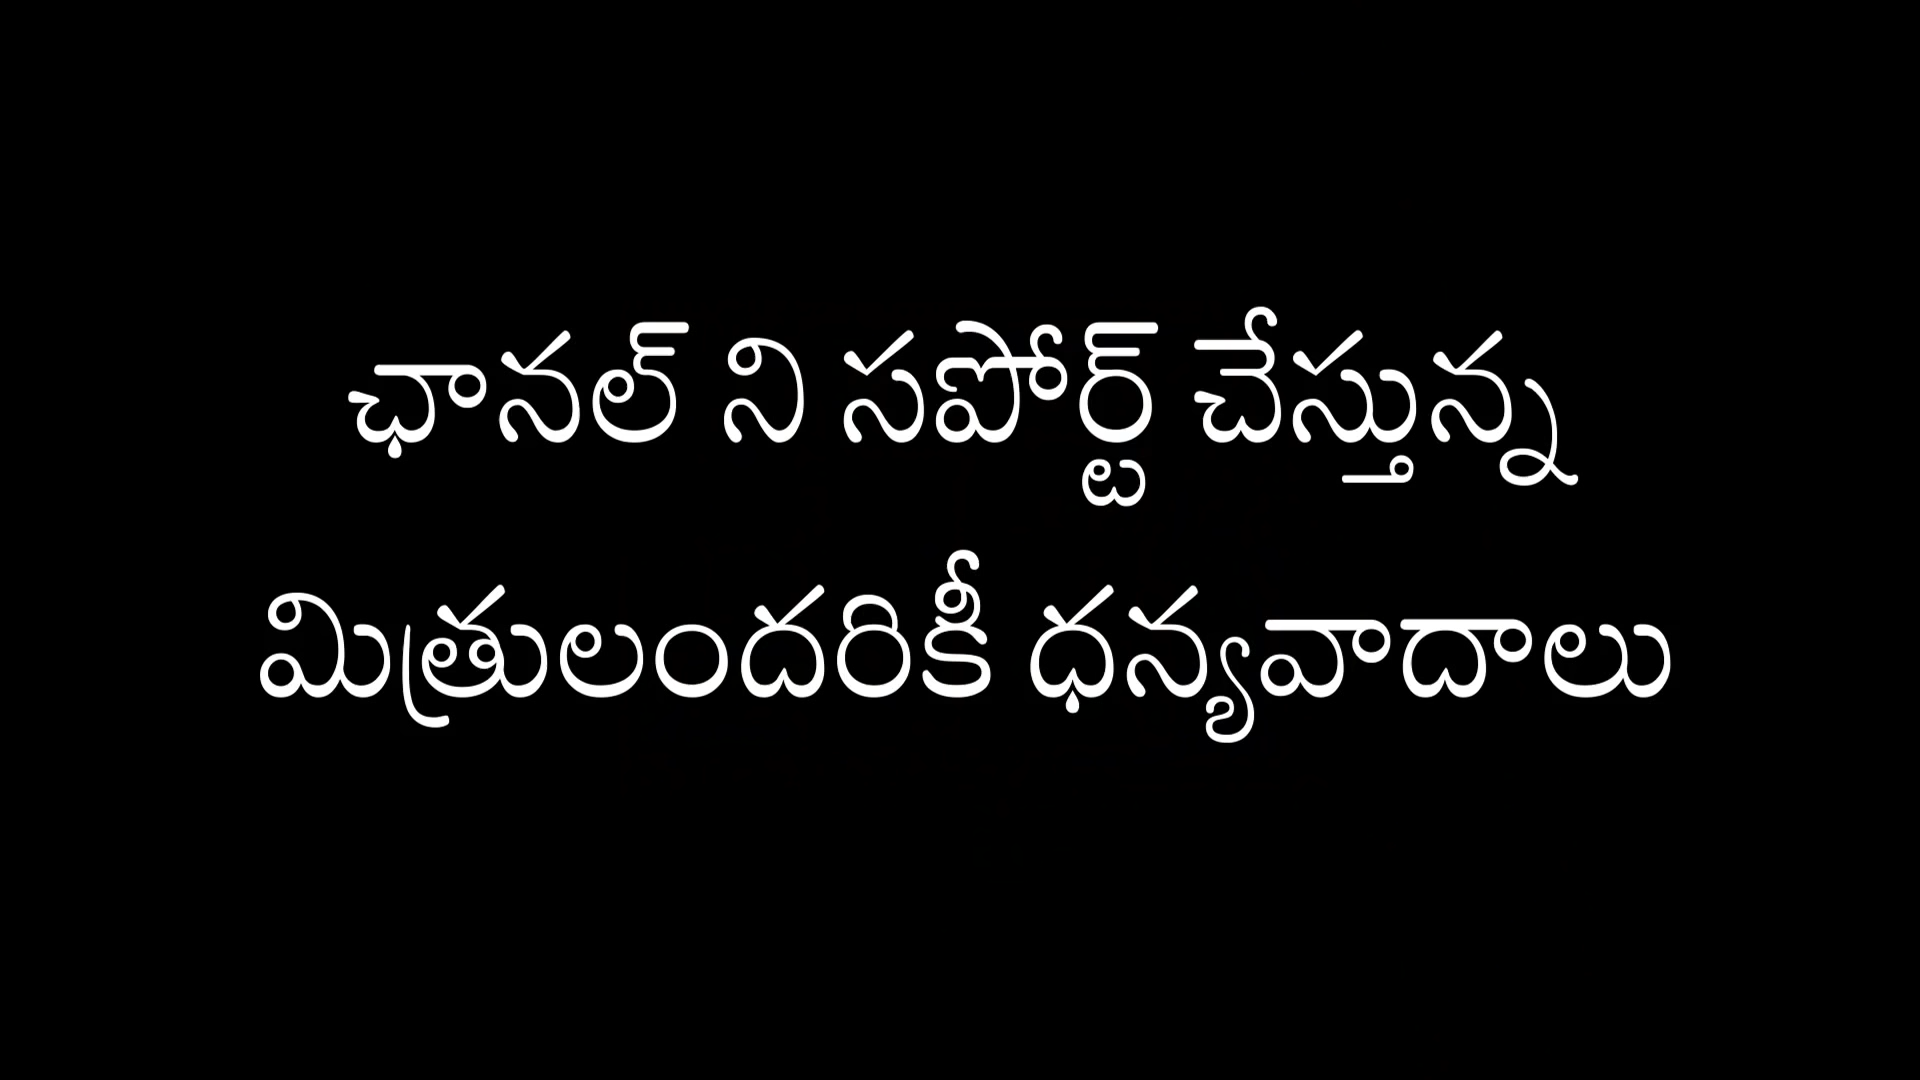 ఛానల్ ని సపోర్ట్ చేస్తున్న
మిత్రులందరికీ ధన్యవాదాలు